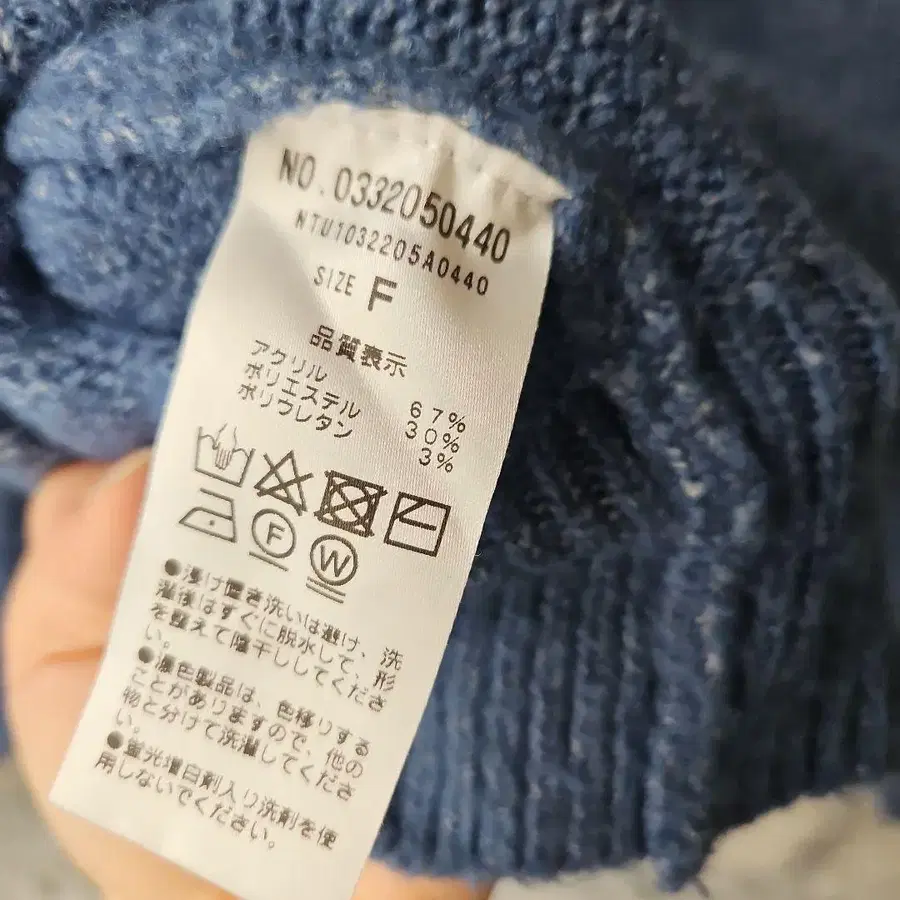 NO.0332050440
NTU1032205A0440
SIZE F
品質表示
アクリル 67%
ポリエステル 30%
ポリウレタン 3%
F
W
●浸け置き洗いは避け、洗
濯後はすぐに脱水して、形
を整えて陰干ししてくださ
い。
●濃色製品は、色移りする
ことがありますので、他の
物と分けて洗濯してくださ
い。
●蛍光増白剤入り洗剤を使
用しないでください。